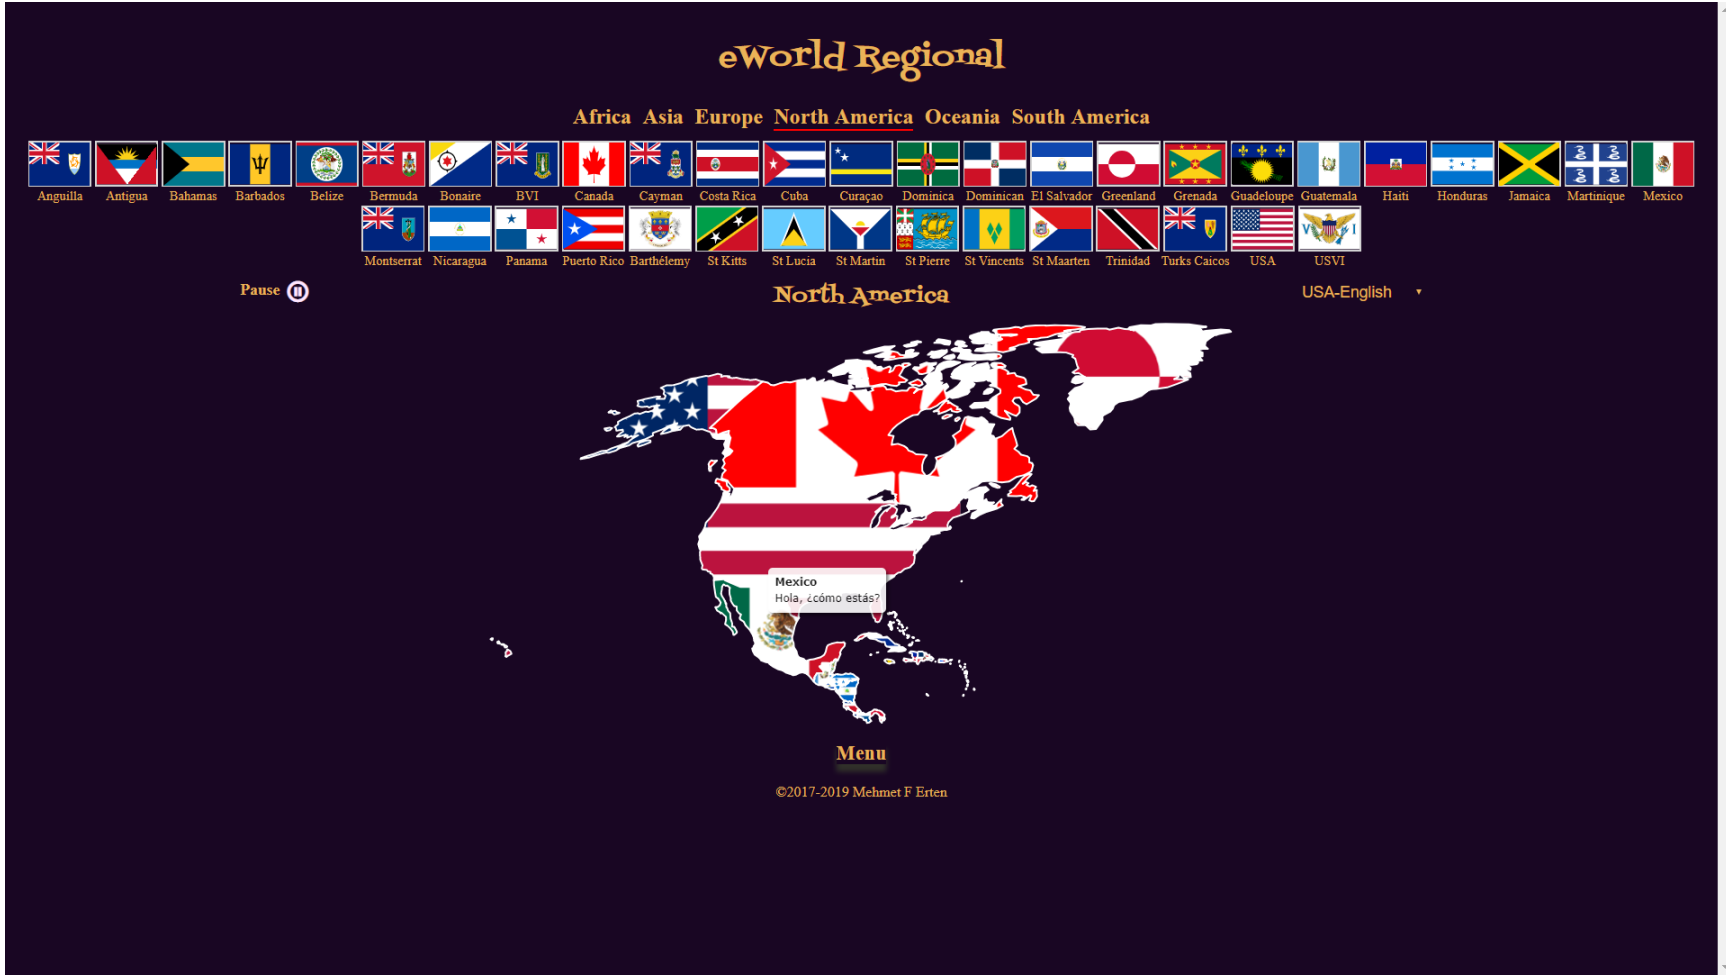 eWorld Regional
Africa Asia Europe North America Oceania South America
Anguilla Antigua Bahamas Barbados Belize Bermuda Bonaire BVI Canada Cayman Costa Rica Cuba Curaçao Dominica Dominican El Salvador Greenland Grenada Guadeloupe Guatemala Haiti Honduras Jamaica Martinique Mexico
Montserrat Nicaragua Panama Puerto Rico Barthélemy St Kitts St Lucia St Martin St Pierre St Vincents St Maarten Trinidad Turks Caicos USA USVI
Pause North America USA-English
Mexico
Hola, ¿cómo estás?
Menu
©2017-2019 Mehmet F Erten